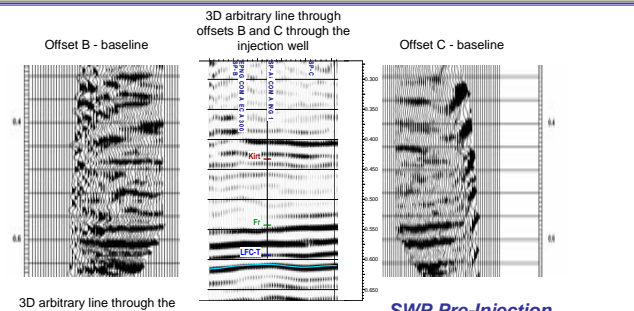 3D arbitrary line through
offsets B and C through the
injection well
Offset B - baseline
Offset C - baseline
SP-B
SP-C
0.300
0.350
0.400
0.450
0.500
0.550
0.600
0.650
0.4
0.6
0.4
0.6
Kirt
Fr
LFC-T
3D arbitrary line through the
SWP Pre-Injection